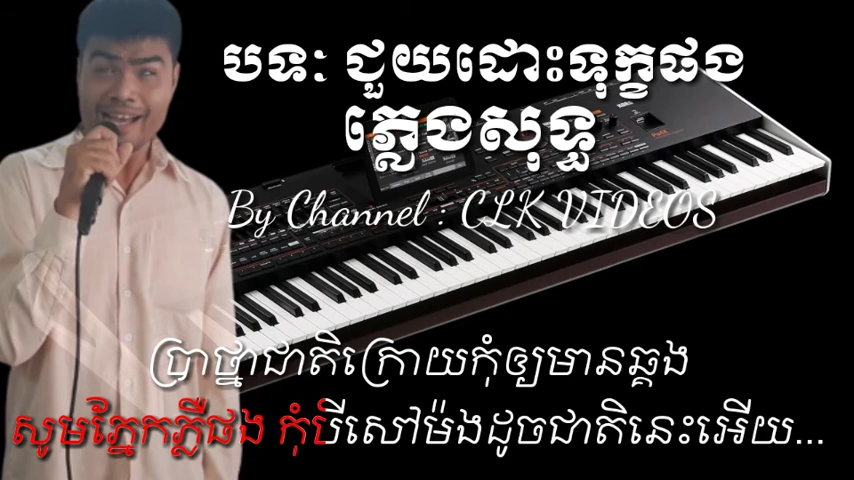 បទ: ជួយដោះទុក្ខផង
ភ្លេងសុទ្ធ
By Channel : CLK VIDEOS
ប្រាថ្នាជាតិក្រោយកុំឲ្យមានឆ្គង
សូមភ្នែកភ្លឺផង កុំបីសៅម៉ងដូចជាតិនេះអើយ...